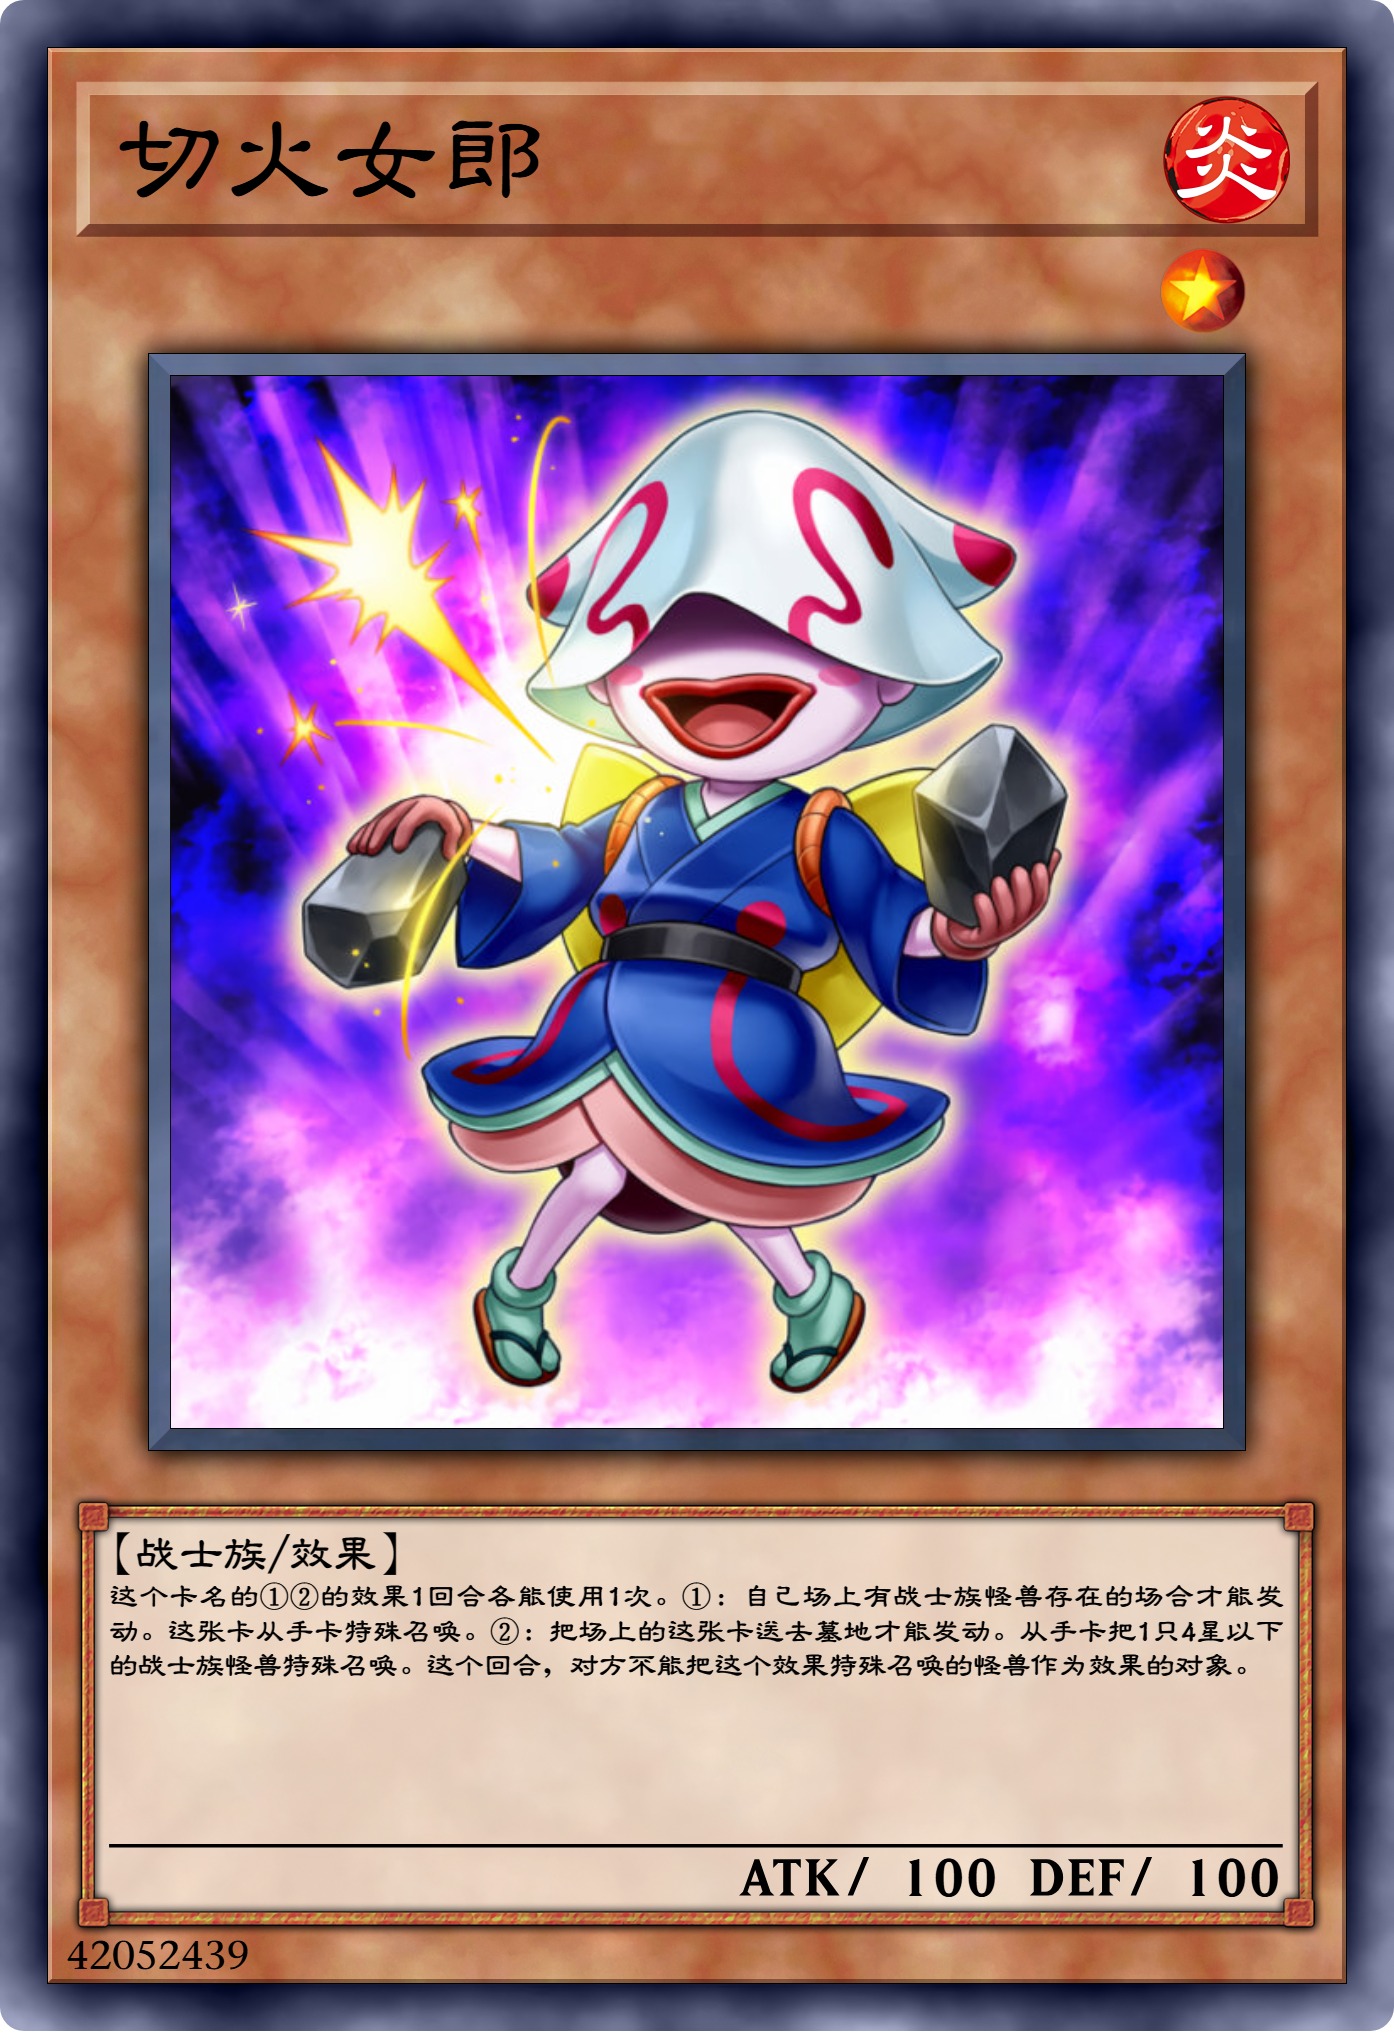 切火女郎
炎
【战士族/效果】
这个卡名的①②的效果1回合各能使用1次。①：自己场上有战士族怪兽存在的场合才能发
动。这张卡从手卡特殊召唤。②：把场上的这张卡送去墓地才能发动。从手卡把1只4星以下
的战士族怪兽特殊召唤。这个回合，对方不能把这个效果特殊召唤的怪兽作为效果的对象。
ATK/ 100 DEF/ 100
42052439